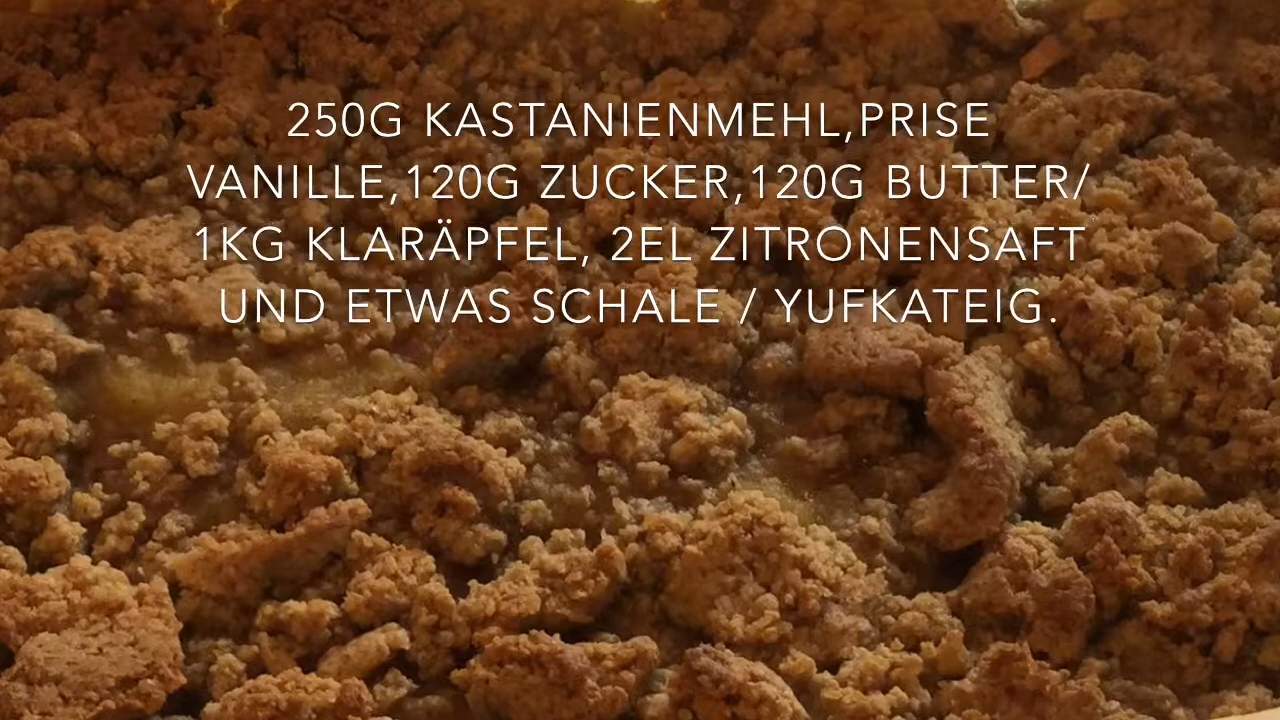 250G KASTANIENMEHL,PRISE
VANILLE,120G ZUCKER,120G BUTTER/
1KG KLARÄPFEL, 2EL ZITRONENSAFT
UND ETWAS SCHALE / YUFKATEIG.